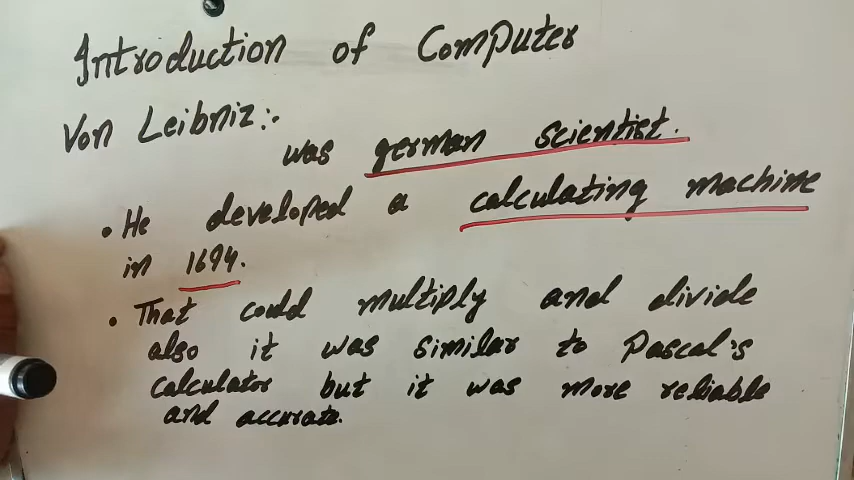 Introduction of Computer
Von Leibniz:.
was german scientist.
• He developed a calculating machine
in 1694.
• That could multiply and divide
also it was similar to Pascal's
calculator but it was more reliable
and accurate.